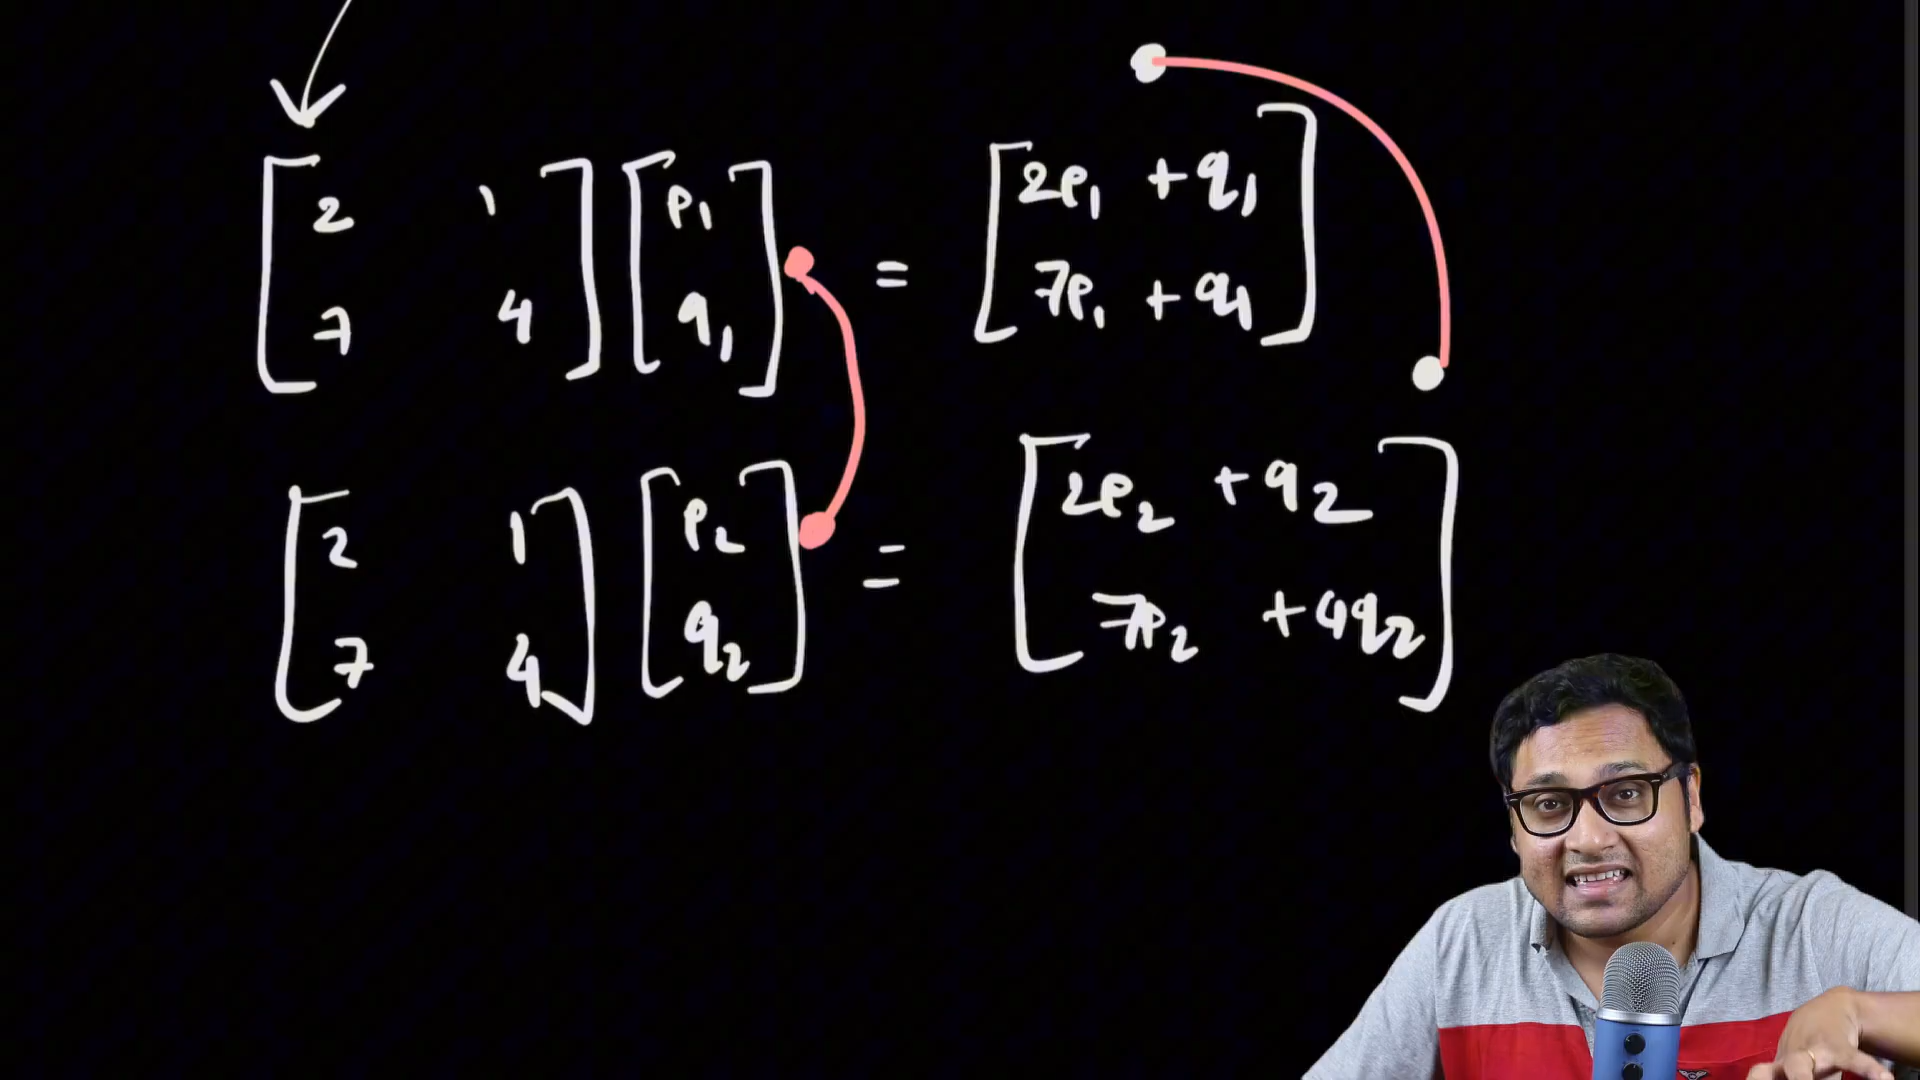 [2 1] [p₁] = [2p₁ + q₁]
[7 4] [q₁] [7p₁ + q₁]
[2 1] [p₂] = [2p₂ + q₂]
[7 4] [q₂] [7p₂ + 4q₂]